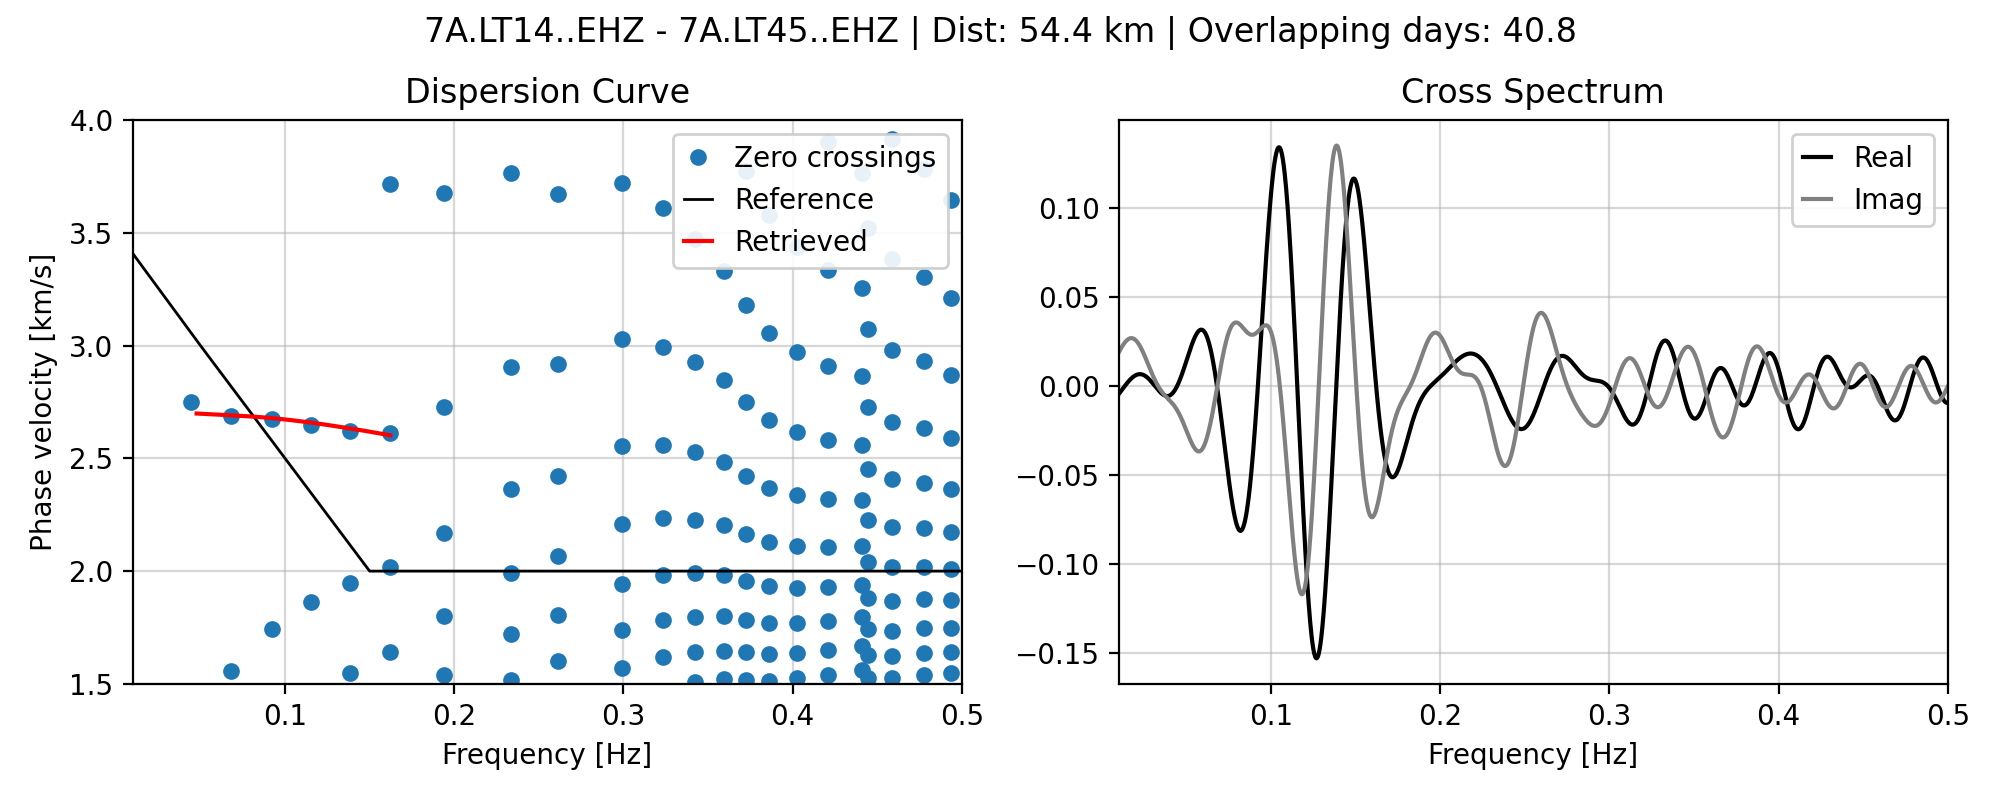 7A.LT14..EHZ - 7A.LT45..EHZ | Dist: 54.4 km | Overlapping days: 40.8
Dispersion Curve
4.0
3.5
3.0
2.5
2.0
1.5
Phase velocity [km/s]
0.1
0.2
0.3
0.4
0.5
Frequency [Hz]
Zero crossings
Reference
Retrieved
Cross Spectrum
0.10
0.05
0.00
−0.05
−0.10
−0.15
0.1
0.2
0.3
0.4
0.5
Frequency [Hz]
Real
Imag